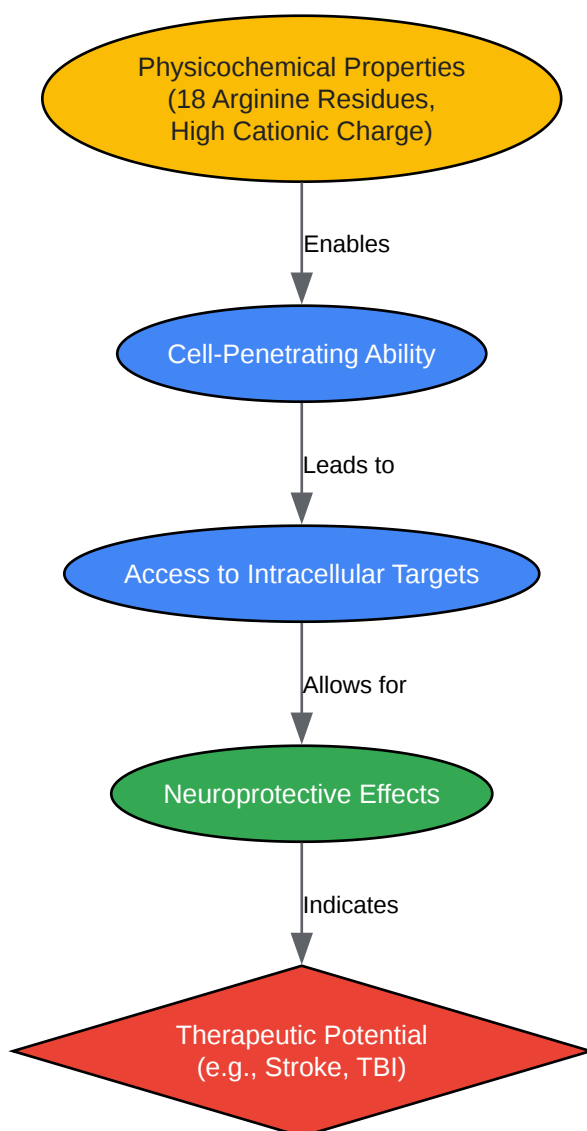 Physicochemical Properties
(18 Arginine Residues,
High Cationic Charge)
Enables
Cell-Penetrating Ability
Leads to
Access to Intracellular Targets
Allows for
Neuroprotective Effects
Indicates
Therapeutic Potential
(e.g., Stroke, TBI)